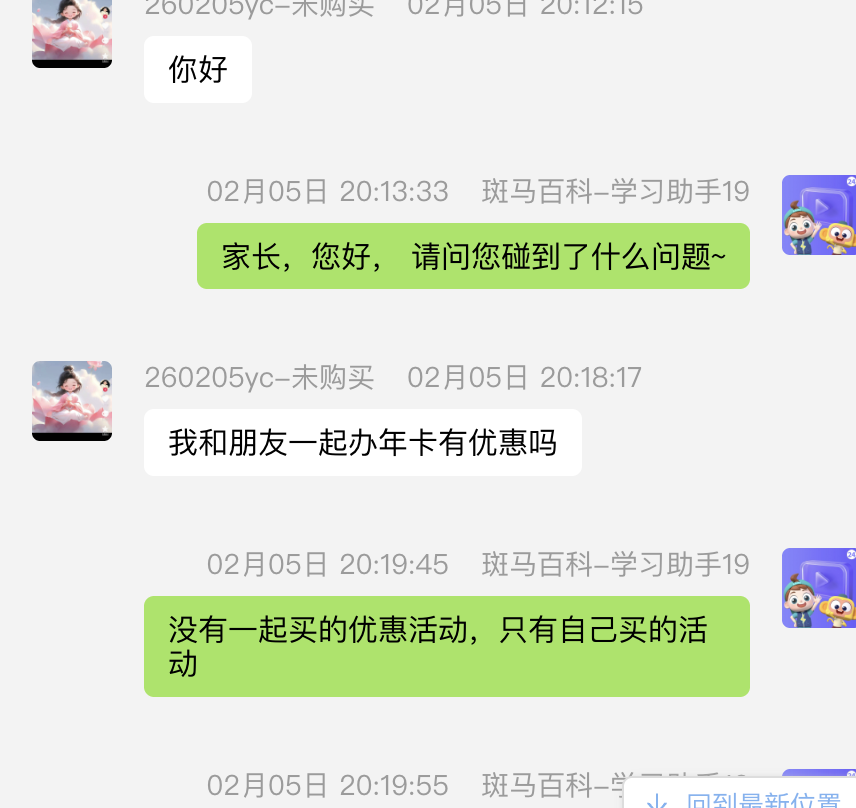 260205yc-未购买 02月05日 20:12:15
你好
02月05日 20:13:33 斑马百科-学习助手19
家长，您好， 请问您碰到了什么问题~
260205yc-未购买 02月05日 20:18:17
我和朋友一起办年卡有优惠吗
02月05日 20:19:45 斑马百科-学习助手19
没有一起买的优惠活动，只有自己买的活
动
02月05日 20:19:55 斑马百科-学
回到最新位置